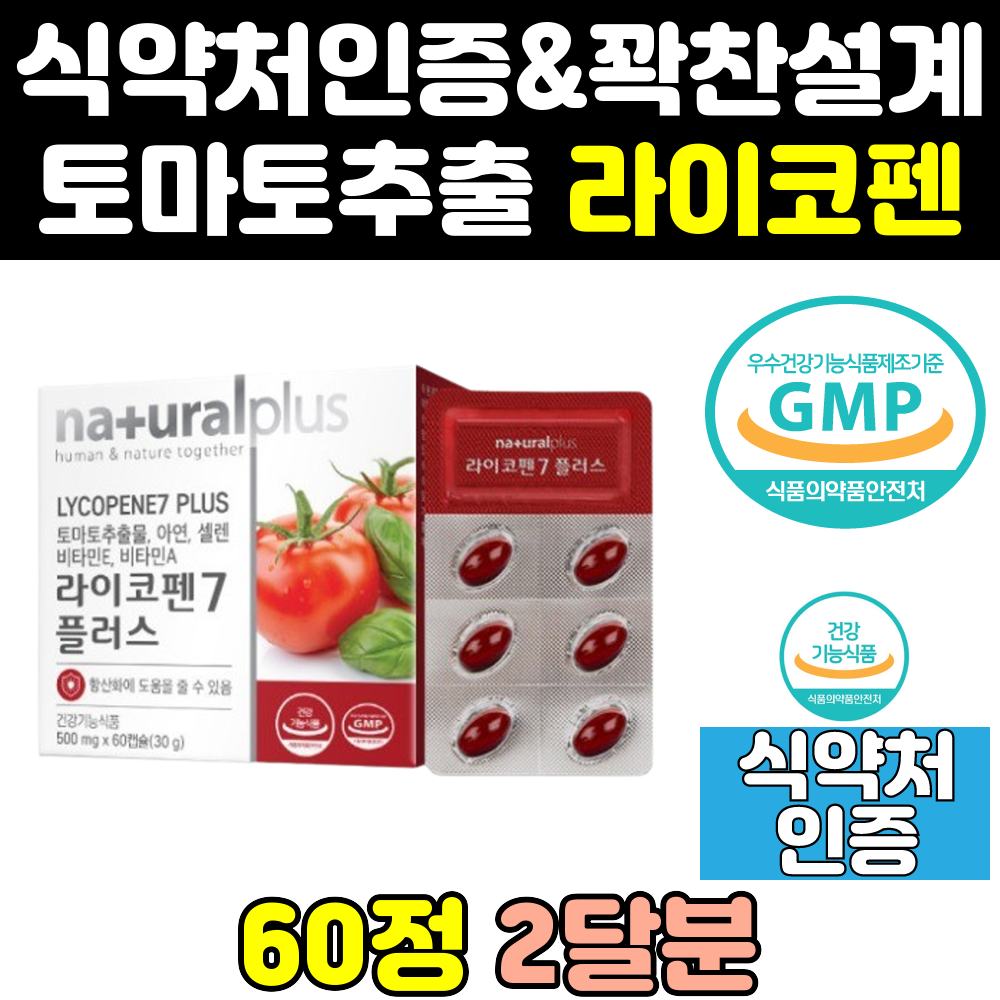 식약처인증&꽉찬설계
토마토추출 라이코펜
naturalplus
human & nature together
LYCOPENE7 PLUS
토마토추출물, 아연, 셀렌
비타민E, 비타민A
라이코펜 7
플러스
항산화에 도움을 줄 수 있음
건강기능식품
500 mg x 60캡슐(30 g)
건강
기능식품
GMP
naturalplus
라이코펜 7 플러스
우수건강기능식품제조기준
GMP
식품의약품안전처
건강
기능식품
식품의약품안전처
식약처
인증
60정 2달분